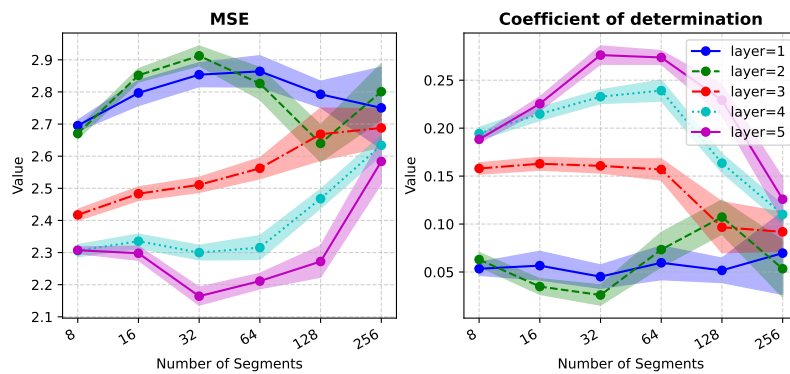 MSE
Value
2.9
2.8
2.7
2.6
2.5
2.4
2.3
2.2
2.1
8
16
32
64
128
256
Number of Segments
Coefficient of determination
Value
0.25
0.20
0.15
0.10
0.05
8
16
32
64
128
256
Number of Segments
layer=1
layer=2
layer=3
layer=4
layer=5